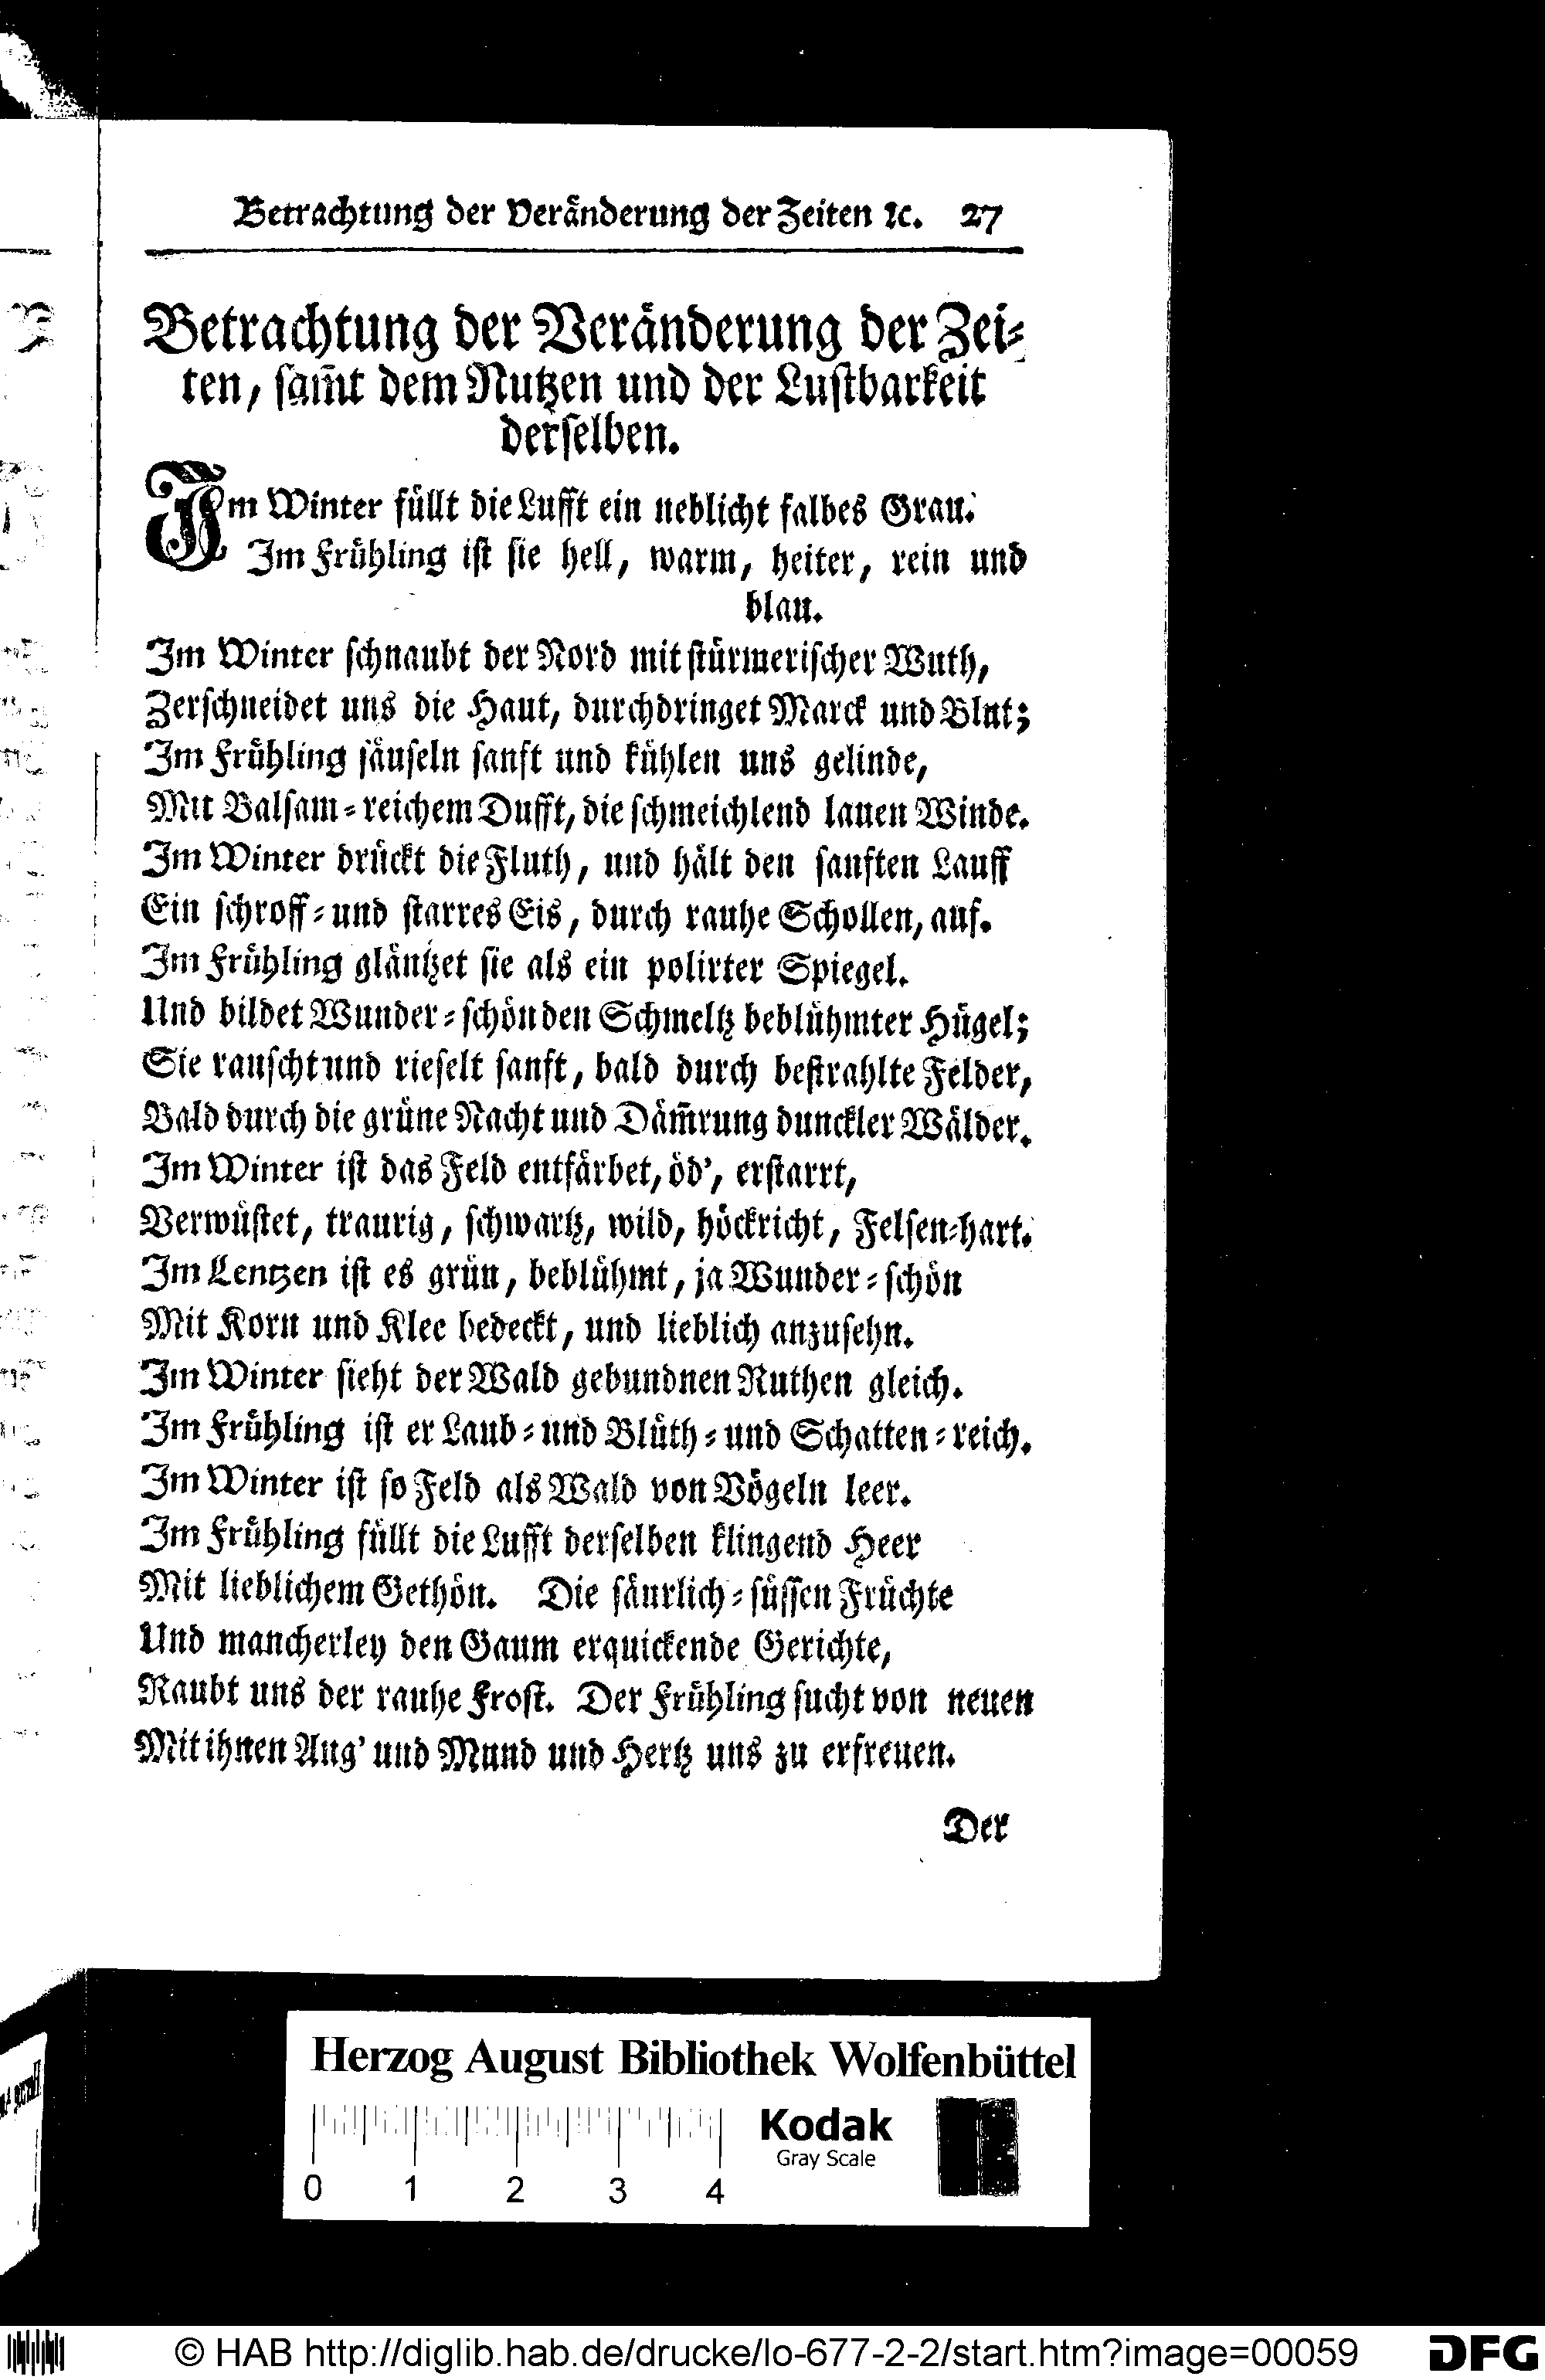 Betrachtung der Veränderung der Zeiten ꝛc. 27
Betrachtung der Veränderung der Zei⸗
ten, sam̃t dem Nutzen und der Lustbarkeit
derselben.
Im Winter füllt die Lufft ein neblicht falbes Grau.
Im Frühling ist sie hell, warm, heiter, rein und
blau.
Im Winter schnaubt der Nord mit stürmerischer Wuth,
Zerschneidet uns die Haut, durchdringet Marck und Blut;
Im Frühling säuseln sanft und kühlen uns gelinde,
Mit Balsam⸗reichem Dufft, die schmeichlend lauen Winde.
Im Winter drückt die Fluth, und hält den sanften Lauff
Ein schroff⸗und starres Eis, durch rauhe Schollen, auf.
Im Frühling gläntzet sie als ein polirter Spiegel.
Und bildet Wunder⸗schön den Schmeltz beblühmter Hügel;
Sie rauscht und rieselt sanft, bald durch bestrahlte Felder,
Bald durch die grüne Nacht und Däm̃rung dunckler Wälder.
Im Winter ist das Feld entfärbet, öd', erstarrt,
Verwüstet, traurig, schwartz, wild, höckricht, Felsen⸗hart.
Im Lentzen ist es grün, beblühmt, ja Wunder⸗schön
Mit Korn und Klee bedeckt, und lieblich anzusehn.
Im Winter sieht der Wald gebundnen Ruthen gleich.
Im Frühling ist er Laub⸗und Blüth⸗und Schatten⸗reich.
Im Winter ist so Feld als Wald von Vögeln leer.
Im Frühling füllt die Lufft derselben klingend Heer
Mit lieblichem Gethön. Die säurlich⸗süssen Früchte
Und mancherley den Gaum erquickende Gerichte,
Raubt uns der rauhe Frost. Der Frühling sucht von neuen
Mit ihnen Aug' und Mund und Hertz uns zu erfreuen.
Der
Herzog August Bibliothek Wolfenbüttel
Kodak
Gray Scale
0 1 2 3 4
© HAB http://diglib.hab.de/drucke/lo-677-2-2/start.htm?image=00059 DFG